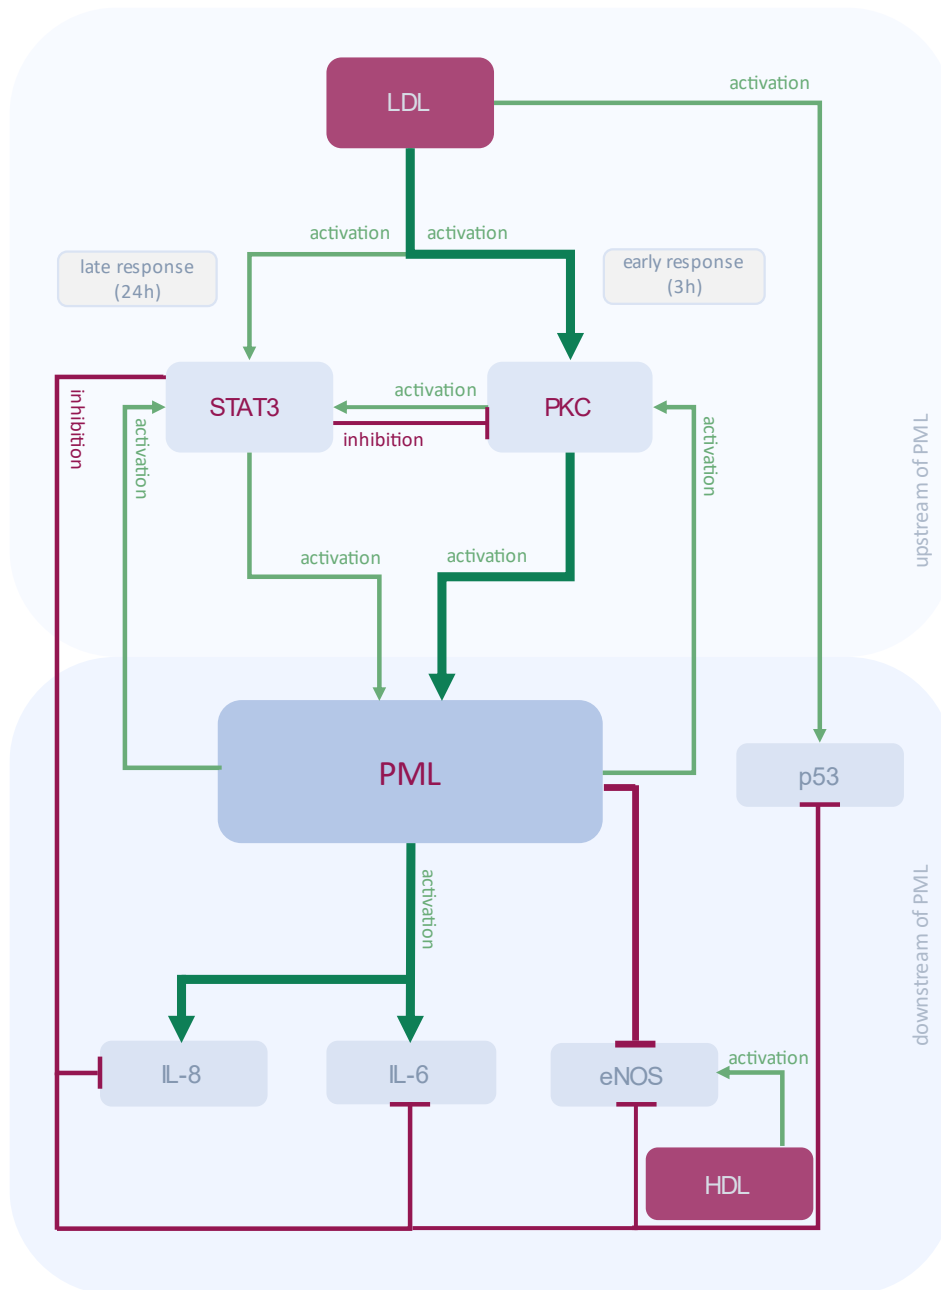 activation
LDL
activation
activation
late response
(24h)
early response
(3h)
inhibition
activation
STAT3
activation
inhibition
PKC
activation
upstream of PML
activation
activation
PML
p53
activation
downstream of PML
IL-8
IL-6
eNOS
activation
HDL